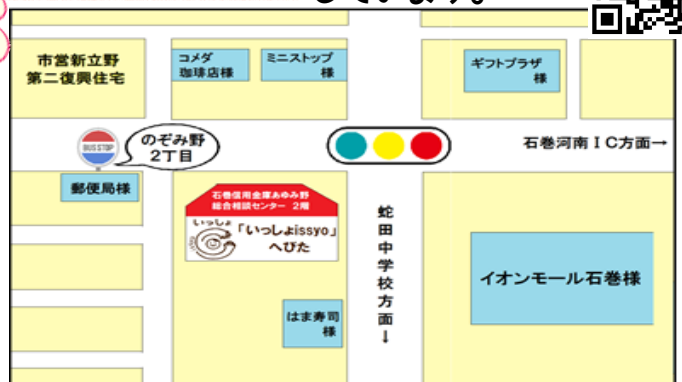 しています。
市営新立野
第二復興住宅
コメダ
珈琲店様
ミニストップ
様
ギフトプラザ
様
BUS STOP
のぞみ野
2丁目
石巻河南IC方面→
郵便局様
石巻信用金庫あゆみ野
総合相談センター 2階
いっしょ
「いっしょissyo」
へびた
蛇田中学校方面↓
イオンモール石巻様
はま寿司
様